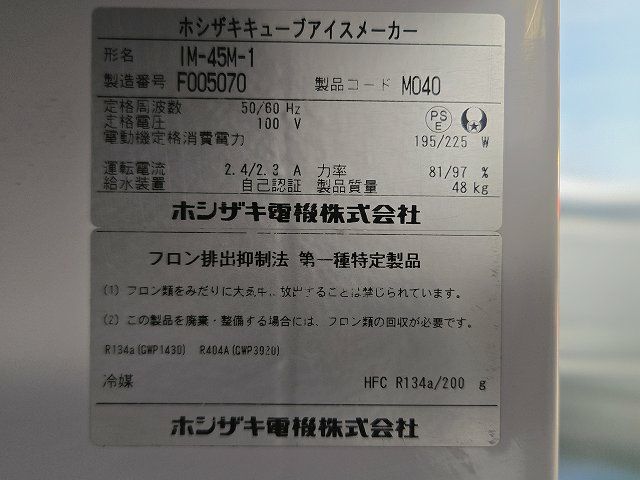 ホシザキキューブアイスメーカー
形名 IM-45M-1
製造番号 F005070 製品コード M040
定格周波数 50/60 Hz
定格電圧 100 V
PS E
電動機定格消費電力 195/225 W
運転電流 2.4/2.3 A 力率 81/97 %
給水装置 自己認証 製品質量 48 kg
ホシザキ電機株式会社
フロン排出抑制法 第一種特定製品
(1) フロン類をみだりに大気中に放出することは禁じられています。
(2) この製品を廃棄・整備する場合には、フロン類の回収が必要です。
R134a(GWP1430) R404A(GWP3920)
冷媒 HFC R134a/200 g
ホシザキ電機株式会社